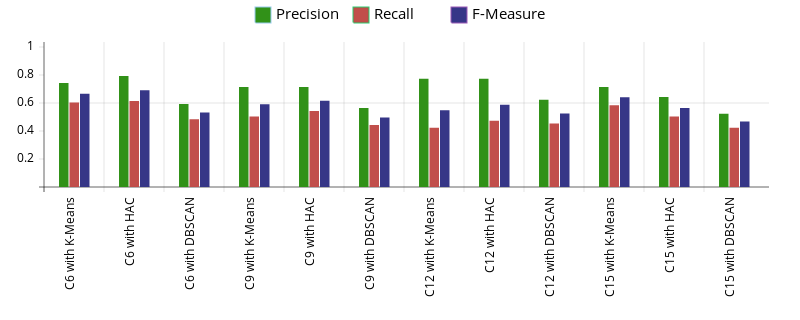 Precision Recall F-Measure
1
0.8
0.6
0.4
0.2
C6 with K-Means
C6 with HAC
C6 with DBSCAN
C9 with K-Means
C9 with HAC
C9 with DBSCAN
C12 with K-Means
C12 with HAC
C12 with DBSCAN
C15 with K-Means
C15 with HAC
C15 with DBSCAN